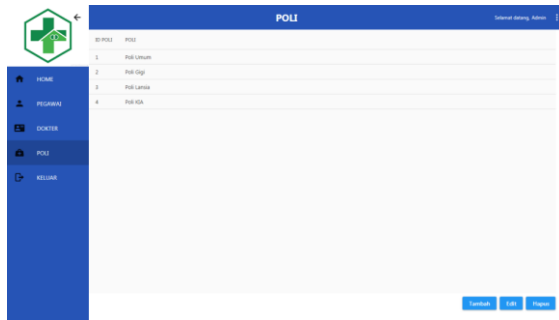 POLI
Selamat datang, Admin
ID POLI POLI
1 Poli Umum
2 Poli Gigi
3 Poli Lansia
4 Poli KIA
HOME
PEGAWAI
DOKTER
POLI
KELUAR
Tambah Edit Hapus